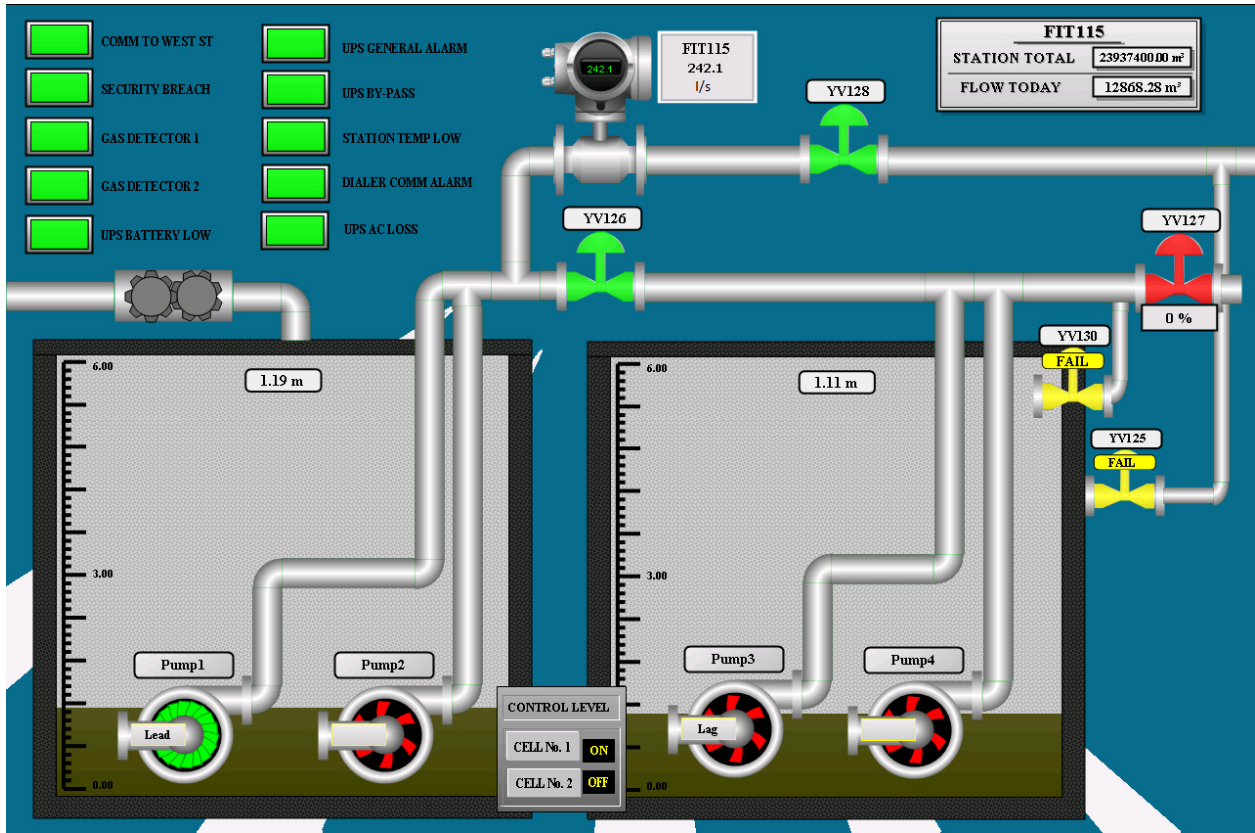 COMM TO WEST ST
SECURITY BREACH
GAS DETECTOR 1
GAS DETECTOR 2
UPS BATTERY LOW
UPS GENERAL ALARM
UPS BY-PASS
STATION TEMP LOW
DIALER COMM ALARM
UPS AC LOSS
242.1
FIT115
242.1
l/s
FIT115
STATION TOTAL 23937400.00 m³
FLOW TODAY 12868.28 m³
YV128
YV126
YV127
0 %
YV130
FAIL
YV125
FAIL
6.00
1.19 m
3.00
Pump1
Pump2
Lead
0.00
6.00
1.11 m
3.00
Pump3
Pump4
Lag
0.00
CONTROL LEVEL
CELL No. 1 ON
CELL No. 2 OFF